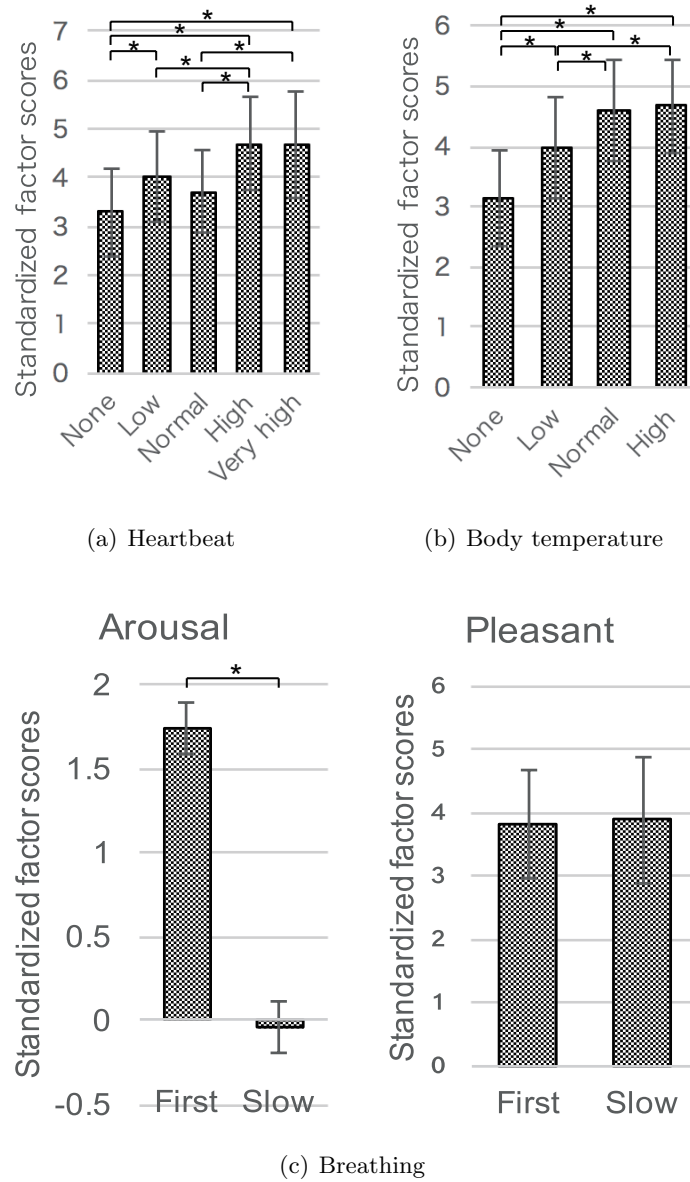 Standardized factor scores
7
6
5
4
3
2
1
0
* * * * * * *
None Low Normal High Very high
(a) Heartbeat
Standardized factor scores
6
5
4
3
2
1
0
* * * * *
None Low Normal High
(b) Body temperature
Arousal
Standardized factor scores
2
1.5
1
0.5
0
-0.5
*
First Slow
Pleasant
Standardized factor scores
6
5
4
3
2
1
0
First Slow
(c) Breathing